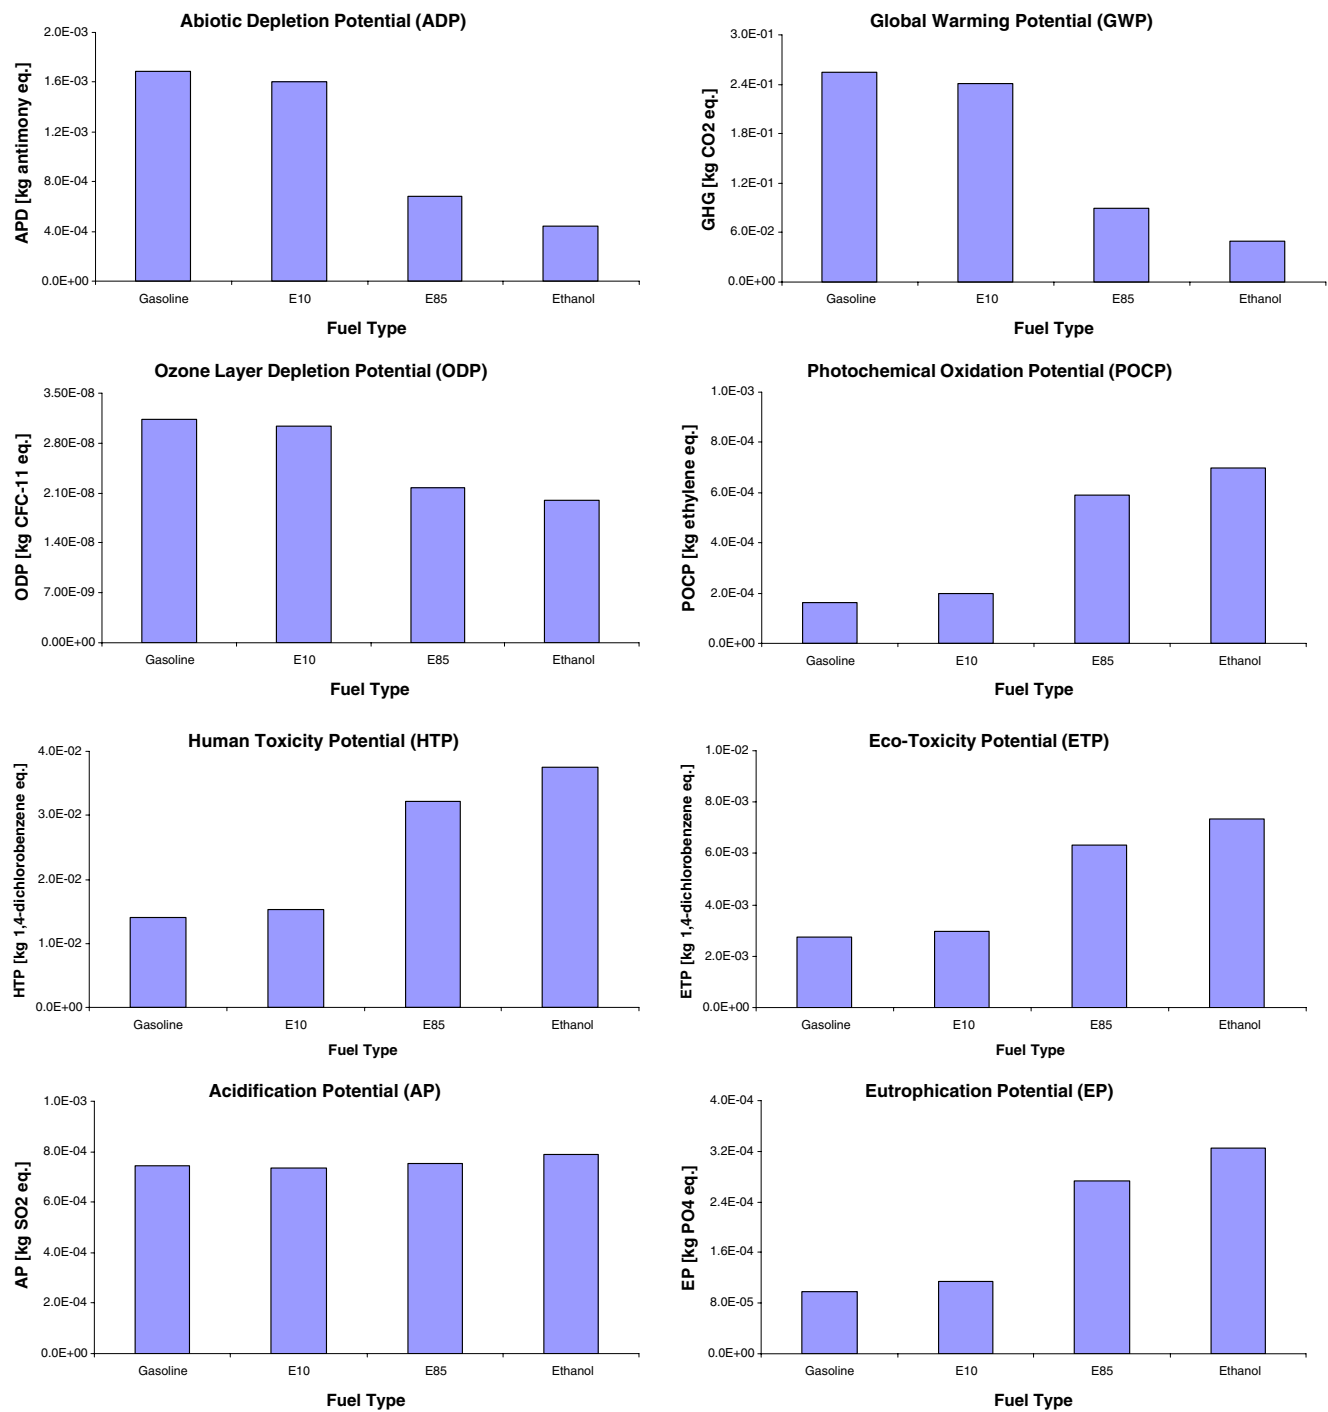 Abiotic Depletion Potential (ADP)
APD [kg antimony eq.]
2.0E-03
1.6E-03
1.2E-03
8.0E-04
4.0E-04
0.0E+00
Gasoline E10 E85 Ethanol
Fuel Type
Global Warming Potential (GWP)
GHG [kg CO2 eq.]
3.0E-01
2.4E-01
1.8E-01
1.2E-01
6.0E-02
0.0E+00
Gasoline E10 E85 Ethanol
Fuel Type
Ozone Layer Depletion Potential (ODP)
ODP [kg CFC-11 eq.]
3.50E-08
2.80E-08
2.10E-08
1.40E-08
7.00E-09
0.00E+00
Gasoline E10 E85 Ethanol
Fuel Type
Photochemical Oxidation Potential (POCP)
POCP [kg ethylene eq.]
1.0E-03
8.0E-04
6.0E-04
4.0E-04
2.0E-04
0.0E+00
Gasoline E10 E85 Ethanol
Fuel Type
Human Toxicity Potential (HTP)
HTP [kg 1,4-dichlorobenzene eq.]
4.0E-02
3.0E-02
2.0E-02
1.0E-02
0.0E+00
Gasoline E10 E85 Ethanol
Fuel Type
Eco-Toxicity Potential (ETP)
ETP [kg 1,4-dichlorobenzene eq.]
1.0E-02
8.0E-03
6.0E-03
4.0E-03
2.0E-03
0.0E+00
Gasoline E10 E85 Ethanol
Fuel Type
Acidification Potential (AP)
AP [kg SO2 eq.]
1.0E-03
8.0E-04
6.0E-04
4.0E-04
2.0E-04
0.0E+00
Gasoline E10 E85 Ethanol
Fuel Type
Eutrophication Potential (EP)
EP [kg PO4 eq.]
4.0E-04
3.2E-04
2.4E-04
1.6E-04
8.0E-05
0.0E+00
Gasoline E10 E85 Ethanol
Fuel Type